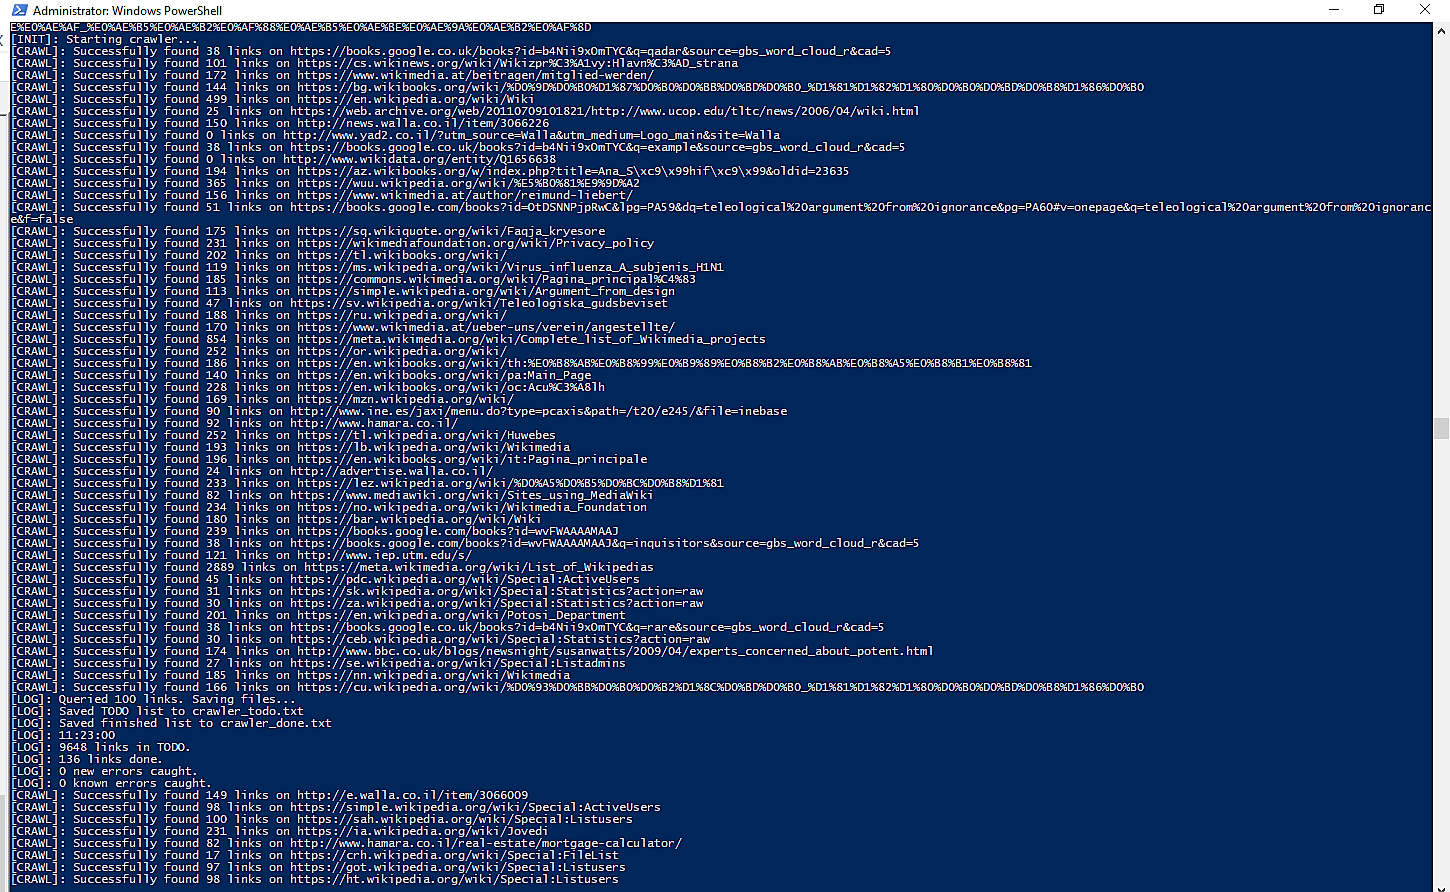 Administrator: Windows PowerShell
E%E0%AE%AF_%E0%AE%B5%E0%AE%B2%E0%AF%88%E0%AE%B5%E0%AE%BE%E0%AE%9A%E0%AE%B2%E0%AF%8D
[INIT]: Starting crawler...
[CRAWL]: Successfully found 38 links on https://books.google.co.uk/books?id=b4Nii9xOmTYC&q=qadar&source=gbs_word_cloud_r&cad=5
[CRAWL]: Successfully found 101 links on https://cs.wikinews.org/wiki/Wikizpr%C3%A1vy:Hlavn%C3%AD_strana
[CRAWL]: Successfully found 172 links on https://www.wikimedia.at/beitragen/mitglied-werden/
[CRAWL]: Successfully found 144 links on https://bg.wikibooks.org/wiki/%D0%9D%D0%B0%D1%87%D0%B0%D0%BB%D0%BD%D0%B0_%D1%81%D1%82%D1%80%D0%B0%D0%BD%D0%B8%D1%86%D0%B0
[CRAWL]: Successfully found 499 links on https://en.wikipedia.org/wiki/Wiki
[CRAWL]: Successfully found 25 links on https://web.archive.org/web/20110709101821/http://www.ucop.edu/tltc/news/2006/04/wiki.html
[CRAWL]: Successfully found 150 links on http://news.walla.co.il/item/3066226
[CRAWL]: Successfully found 0 links on http://www.yad2.co.il/?utm_source=Walla&utm_medium=Logo_main&site=Walla
[CRAWL]: Successfully found 38 links on https://books.google.co.uk/books?id=b4Nii9xOmTYC&q=example&source=gbs_word_cloud_r&cad=5
[CRAWL]: Successfully found 0 links on http://www.wikidata.org/entity/Q1656638
[CRAWL]: Successfully found 194 links on https://az.wikibooks.org/w/index.php?title=Ana_S\xc9\x99hif\xc9\x99&oldid=23635
[CRAWL]: Successfully found 365 links on https://wuu.wikipedia.org/wiki/%E5%B0%81%E9%9D%A2
[CRAWL]: Successfully found 156 links on https://www.wikimedia.at/author/reimund-liebert/
[CRAWL]: Successfully found 51 links on https://books.google.com/books?id=OtDSNNPjpRwC&lpg=PA59&dq=teleological%20argument%20from%20ignorance&pg=PA60#v=onepage&q=teleological%20argument%20from%20ignoranc
e&f=false
[CRAWL]: Successfully found 175 links on https://sq.wikiquote.org/wiki/Faqja_kryesore
[CRAWL]: Successfully found 231 links on https://wikimediafoundation.org/wiki/Privacy_policy
[CRAWL]: Successfully found 202 links on https://tl.wikibooks.org/wiki/
[CRAWL]: Successfully found 119 links on https://ms.wikipedia.org/wiki/Virus_influenza_A_subjenis_H1N1
[CRAWL]: Successfully found 185 links on https://commons.wikimedia.org/wiki/Pagina_principal%C4%83
[CRAWL]: Successfully found 113 links on https://simple.wikipedia.org/wiki/Argument_from_design
[CRAWL]: Successfully found 47 links on https://sv.wikipedia.org/wiki/Teleologiska_gudsbeviset
[CRAWL]: Successfully found 188 links on https://ru.wikipedia.org/wiki/
[CRAWL]: Successfully found 170 links on https://www.wikimedia.at/ueber-uns/verein/angestellte/
[CRAWL]: Successfully found 854 links on https://meta.wikimedia.org/wiki/Complete_list_of_Wikimedia_projects
[CRAWL]: Successfully found 252 links on https://or.wikipedia.org/wiki/
[CRAWL]: Successfully found 186 links on https://en.wikibooks.org/wiki/th:%E0%B8%AB%E0%B8%99%E0%B9%89%E0%B8%B2%E0%B8%AB%E0%B8%A5%E0%B8%B1%E0%B8%81
[CRAWL]: Successfully found 140 links on https://en.wikibooks.org/wiki/pa:Main_Page
[CRAWL]: Successfully found 228 links on https://en.wikibooks.org/wiki/oc:Acu%C3%A8lh
[CRAWL]: Successfully found 169 links on https://mzn.wikipedia.org/wiki/
[CRAWL]: Successfully found 90 links on http://www.ine.es/jaxi/menu.do?type=pcaxis&path=/t20/e245/&file=inebase
[CRAWL]: Successfully found 92 links on http://www.hamara.co.il/
[CRAWL]: Successfully found 252 links on https://tl.wikipedia.org/wiki/Huwebes
[CRAWL]: Successfully found 193 links on https://lb.wikipedia.org/wiki/Wikimedia
[CRAWL]: Successfully found 196 links on https://en.wikibooks.org/wiki/it:Pagina_principale
[CRAWL]: Successfully found 24 links on http://advertise.walla.co.il/
[CRAWL]: Successfully found 233 links on https://lez.wikipedia.org/wiki/%D0%A5%D0%B5%D0%BC%D0%B8%D1%81
[CRAWL]: Successfully found 82 links on https://www.mediawiki.org/wiki/Sites_using_MediaWiki
[CRAWL]: Successfully found 234 links on https://no.wikipedia.org/wiki/Wikimedia_Foundation
[CRAWL]: Successfully found 180 links on https://bar.wikipedia.org/wiki/Wiki
[CRAWL]: Successfully found 239 links on https://books.google.com/books?id=wvFWAAAAMAAJ
[CRAWL]: Successfully found 38 links on https://books.google.com/books?id=wvFWAAAAMAAJ&q=inquisitors&source=gbs_word_cloud_r&cad=5
[CRAWL]: Successfully found 121 links on http://www.iep.utm.edu/s/
[CRAWL]: Successfully found 2889 links on https://meta.wikimedia.org/wiki/List_of_Wikipedias
[CRAWL]: Successfully found 45 links on https://pdc.wikipedia.org/wiki/Special:ActiveUsers
[CRAWL]: Successfully found 31 links on https://sk.wikipedia.org/wiki/Special:Statistics?action=raw
[CRAWL]: Successfully found 30 links on https://za.wikipedia.org/wiki/Special:Statistics?action=raw
[CRAWL]: Successfully found 201 links on https://en.wikipedia.org/wiki/Potosi_Department
[CRAWL]: Successfully found 38 links on https://books.google.co.uk/books?id=b4Nii9xOmTYC&q=rare&source=gbs_word_cloud_r&cad=5
[CRAWL]: Successfully found 30 links on https://ceb.wikipedia.org/wiki/Special:Statistics?action=raw
[CRAWL]: Successfully found 174 links on http://www.bbc.co.uk/blogs/newsnight/susanwatts/2009/04/experts_concerned_about_potent.html
[CRAWL]: Successfully found 27 links on https://se.wikipedia.org/wiki/Special:Listadmins
[CRAWL]: Successfully found 185 links on https://nn.wikipedia.org/wiki/Wikimedia
[CRAWL]: Successfully found 166 links on https://cu.wikipedia.org/wiki/%D0%93%D0%BB%D0%B0%D0%B2%D1%8C%D0%BD%D0%B0_%D1%81%D1%82%D1%80%D0%B0%D0%BD%D0%B8%D1%86%D0%B0
[LOG]: Queried 100 links. Saving files...
[LOG]: Saved TODO list to crawler_todo.txt
[LOG]: Saved finished list to crawler_done.txt
[LOG]: 11:23:00
[LOG]: 9648 links in TODO.
[LOG]: 136 links done.
[LOG]: 0 new errors caught.
[LOG]: 0 known errors caught.
[CRAWL]: Successfully found 149 links on http://e.walla.co.il/item/3066009
[CRAWL]: Successfully found 98 links on https://simple.wikipedia.org/wiki/Special:ActiveUsers
[CRAWL]: Successfully found 100 links on https://sah.wikipedia.org/wiki/Special:Listusers
[CRAWL]: Successfully found 231 links on https://ia.wikipedia.org/wiki/Jovedi
[CRAWL]: Successfully found 82 links on http://www.hamara.co.il/real-estate/mortgage-calculator/
[CRAWL]: Successfully found 17 links on https://crh.wikipedia.org/wiki/Special:FileList
[CRAWL]: Successfully found 97 links on https://got.wikipedia.org/wiki/Special:Listusers
[CRAWL]: Successfully found 98 links on https://ht.wikipedia.org/wiki/Special:Listusers